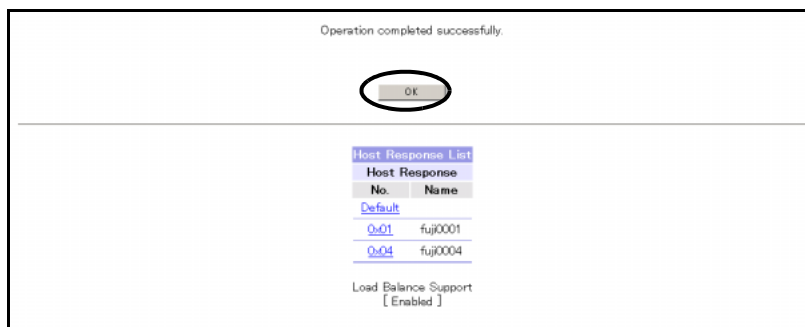 Operation completed successfully.
OK
Host Response List
Host Response
No. Name
Default
0x01 fuji0001
0x04 fuji0004
Load Balance Support
[ Enabled ]